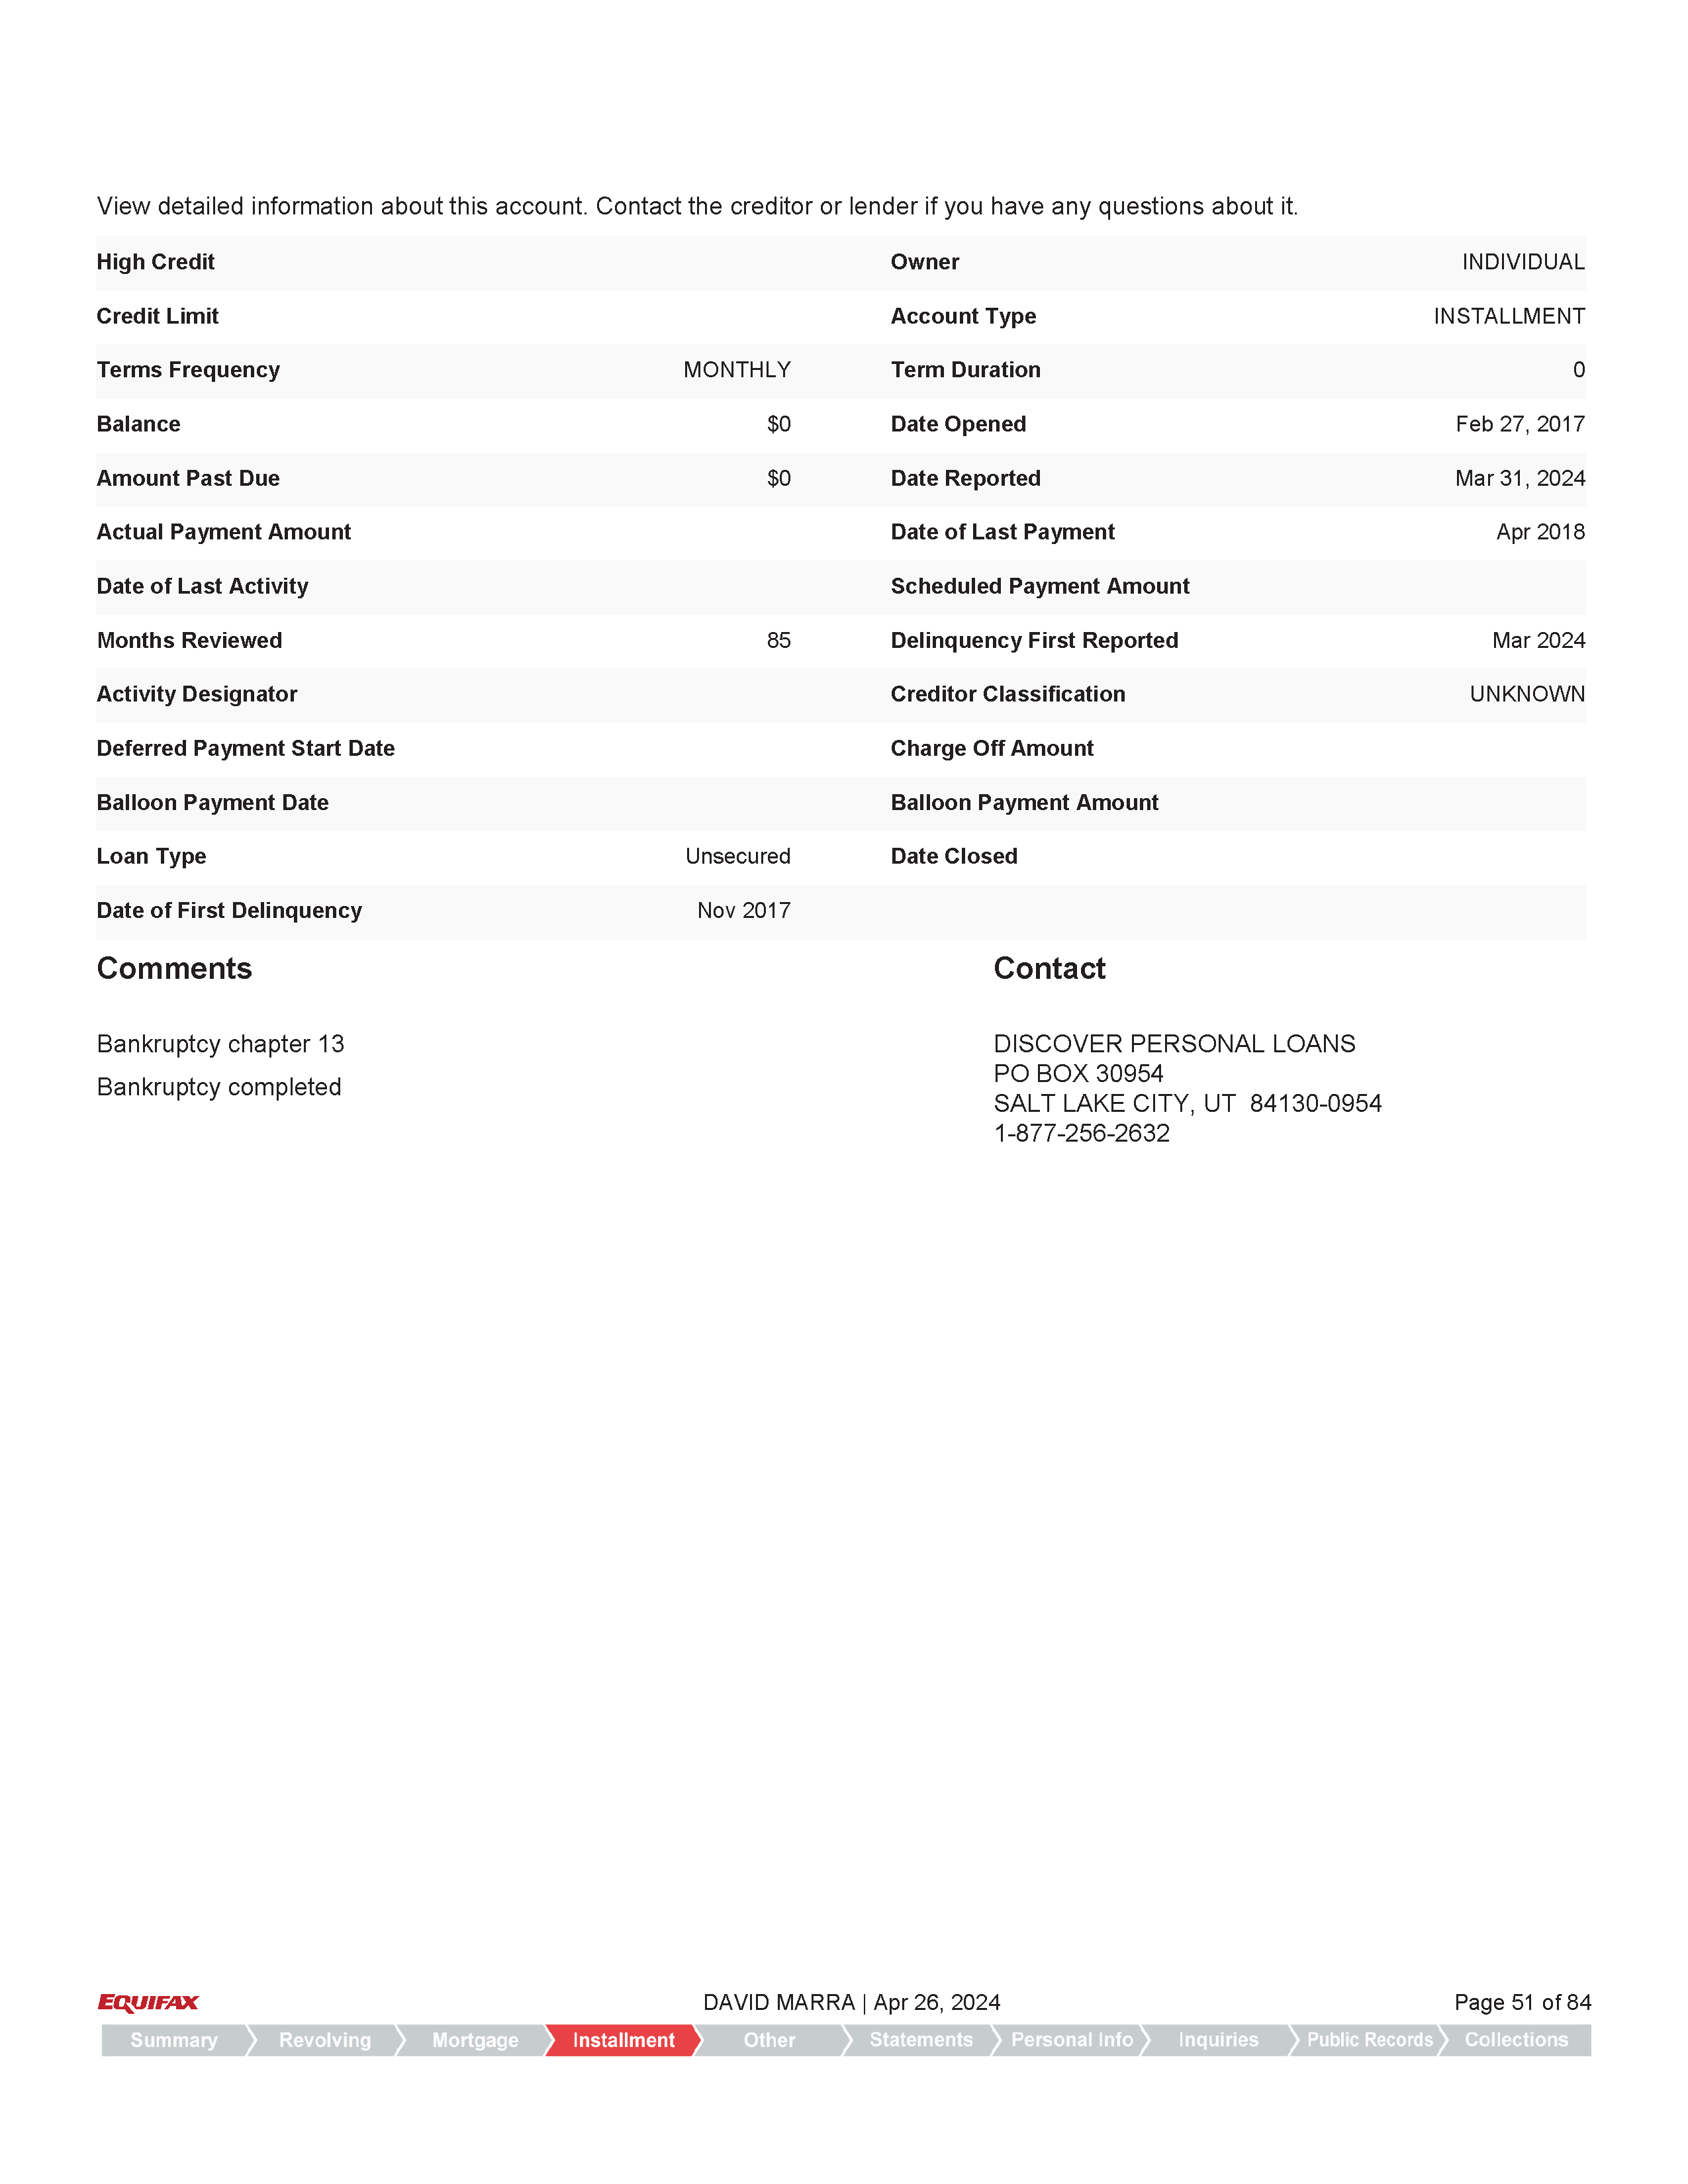 View detailed information about this account. Contact the creditor or lender if you have any questions about it.
High Credit Owner INDIVIDUAL
Credit Limit Account Type INSTALLMENT
Terms Frequency MONTHLY Term Duration 0
Balance $0 Date Opened Feb 27, 2017
Amount Past Due $0 Date Reported Mar 31, 2024
Actual Payment Amount Date of Last Payment Apr 2018
Date of Last Activity Scheduled Payment Amount
Months Reviewed 85 Delinquency First Reported Mar 2024
Activity Designator Creditor Classification UNKNOWN
Deferred Payment Start Date Charge Off Amount
Balloon Payment Date Balloon Payment Amount
Loan Type Unsecured Date Closed
Date of First Delinquency Nov 2017
Comments
Bankruptcy chapter 13
Bankruptcy completed
Contact
DISCOVER PERSONAL LOANS
PO BOX 30954
SALT LAKE CITY, UT 84130-0954
1-877-256-2632
EQUIFAX DAVID MARRA | Apr 26, 2024 Page 51 of 84
Summary Revolving Mortgage Installment Other Statements Personal Info Inquiries Public Records Collections